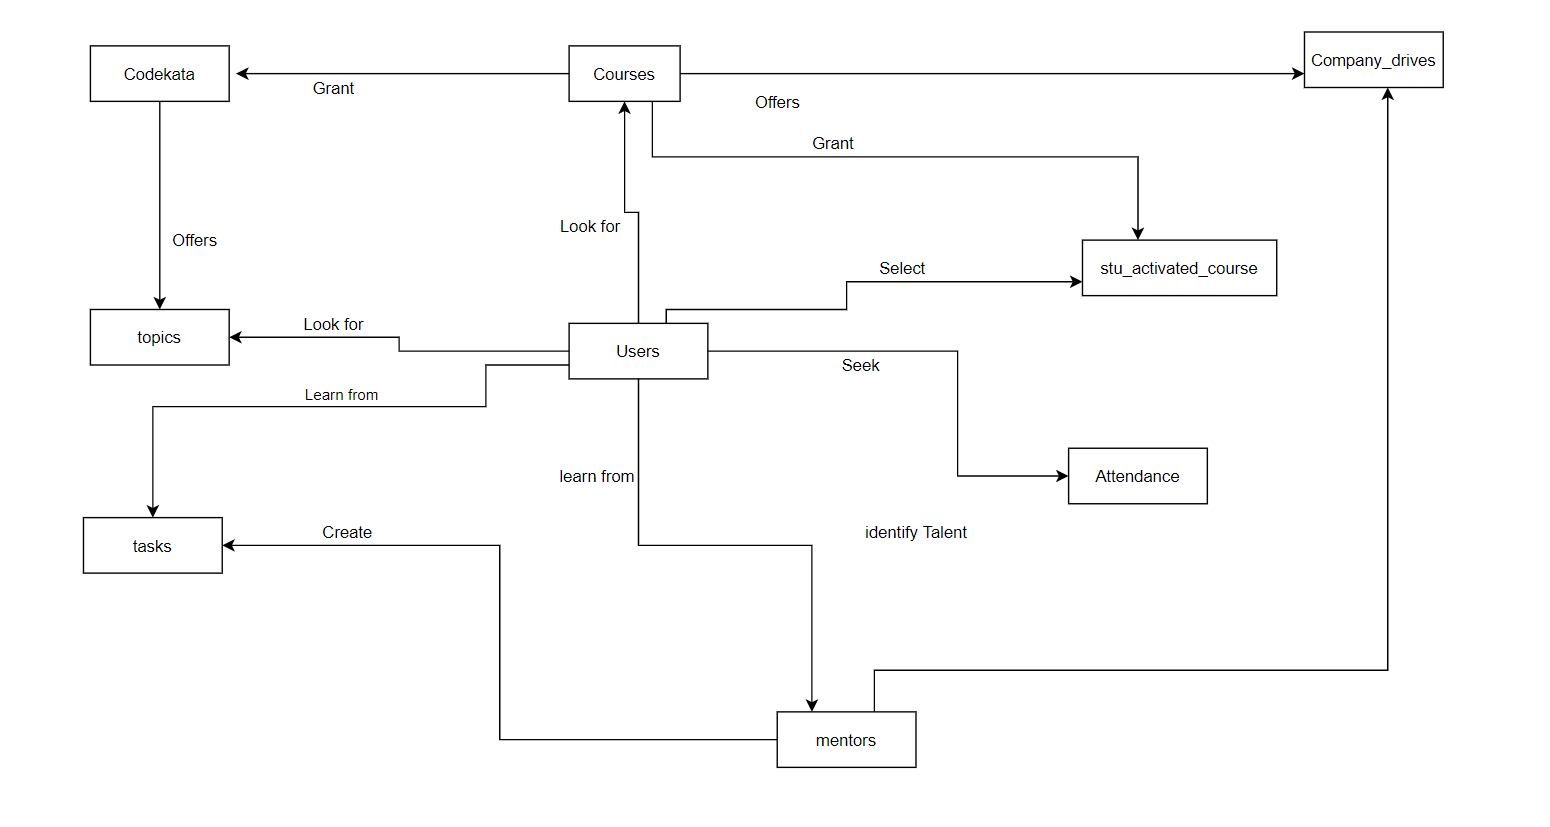 Codekata
Courses
Company_drives
Grant
Offers
Grant
Look for
Offers
Select
stu_activated_course
Look for
topics
Users
Seek
Learn from
learn from
Attendance
Create
identify Talent
tasks
mentors